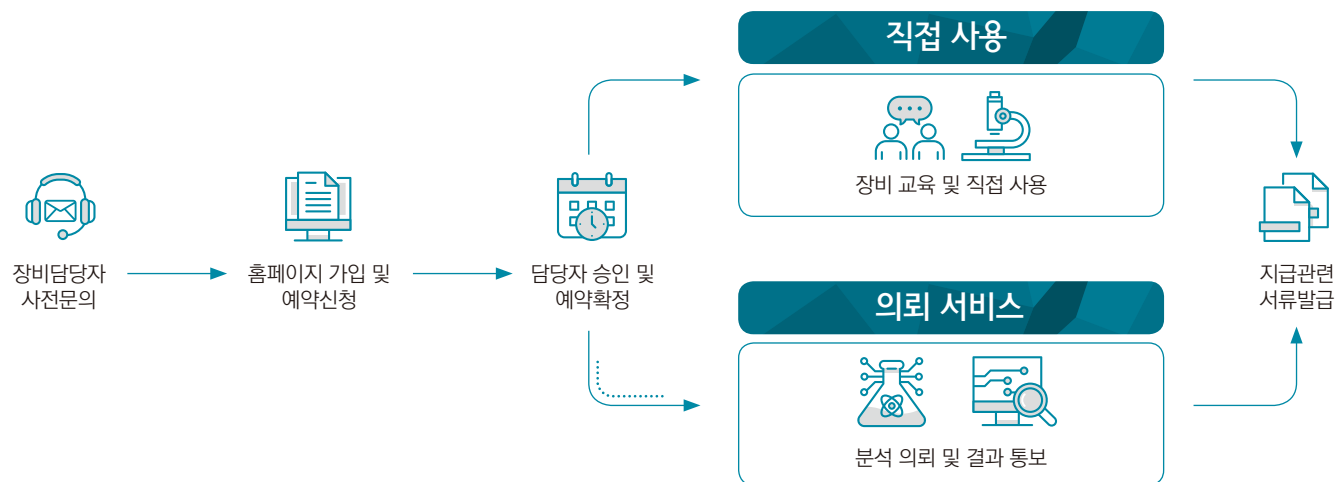 장비담당자
사전문의
홈페이지 가입 및
예약신청
담당자 승인 및
예약확정
직접 사용
장비 교육 및 직접 사용
의뢰 서비스
분석 의뢰 및 결과 통보
지급관련
서류발급